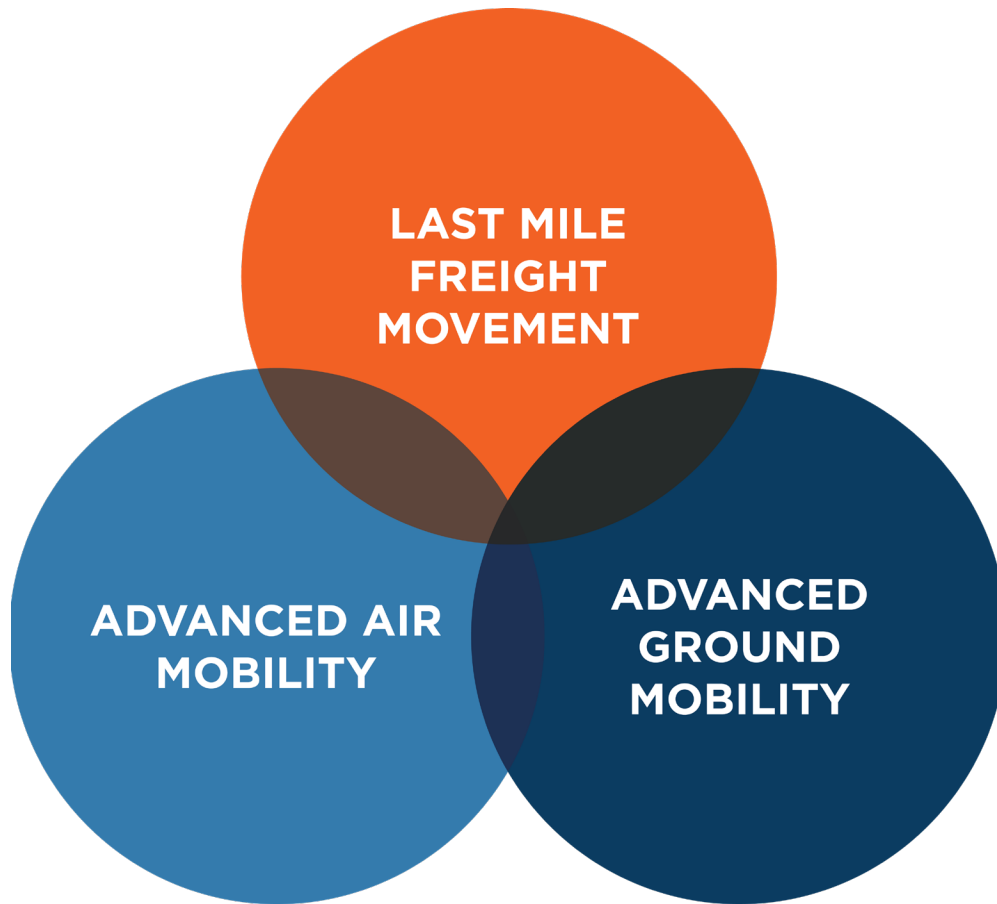 LAST MILE
FREIGHT
MOVEMENT
ADVANCED AIR
MOBILITY
ADVANCED
GROUND
MOBILITY